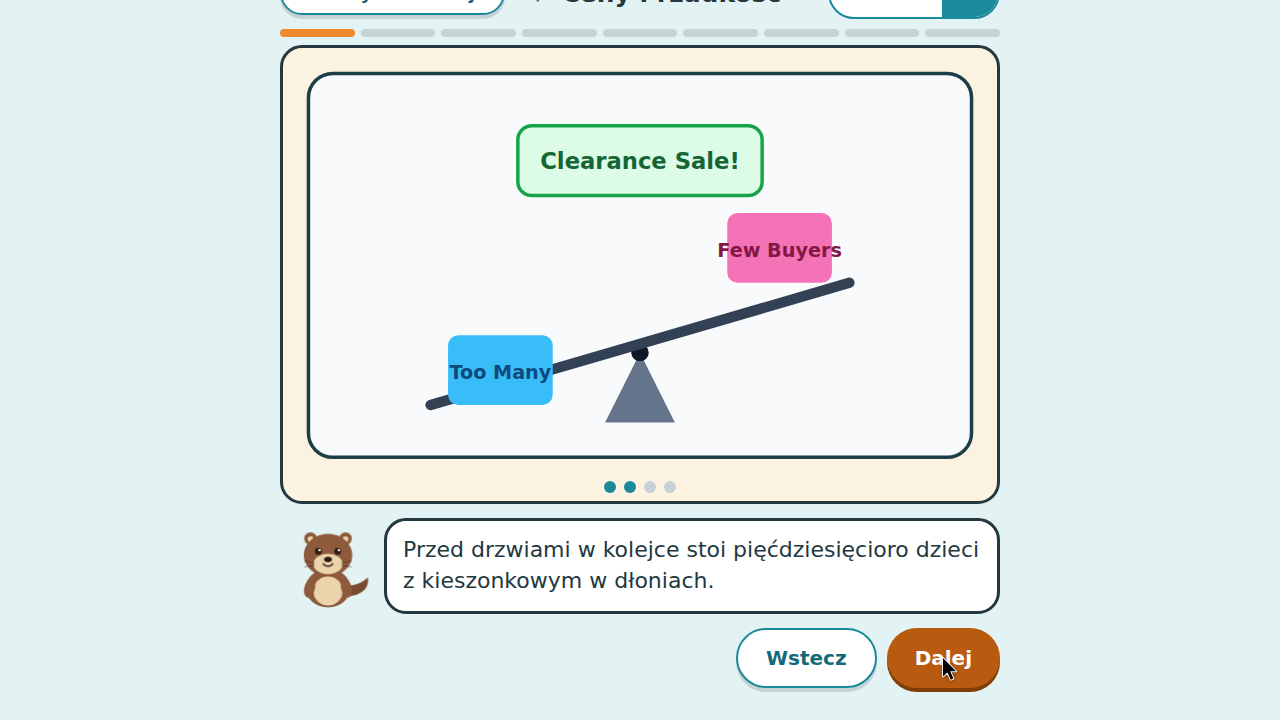 Clearance Sale!
Few Buyers
Too Many
Przed drzwiami w kolejce stoi pięćdziesięcioro dzieci
z kieszonkowym w dłoniach.
Wstecz
Dalej